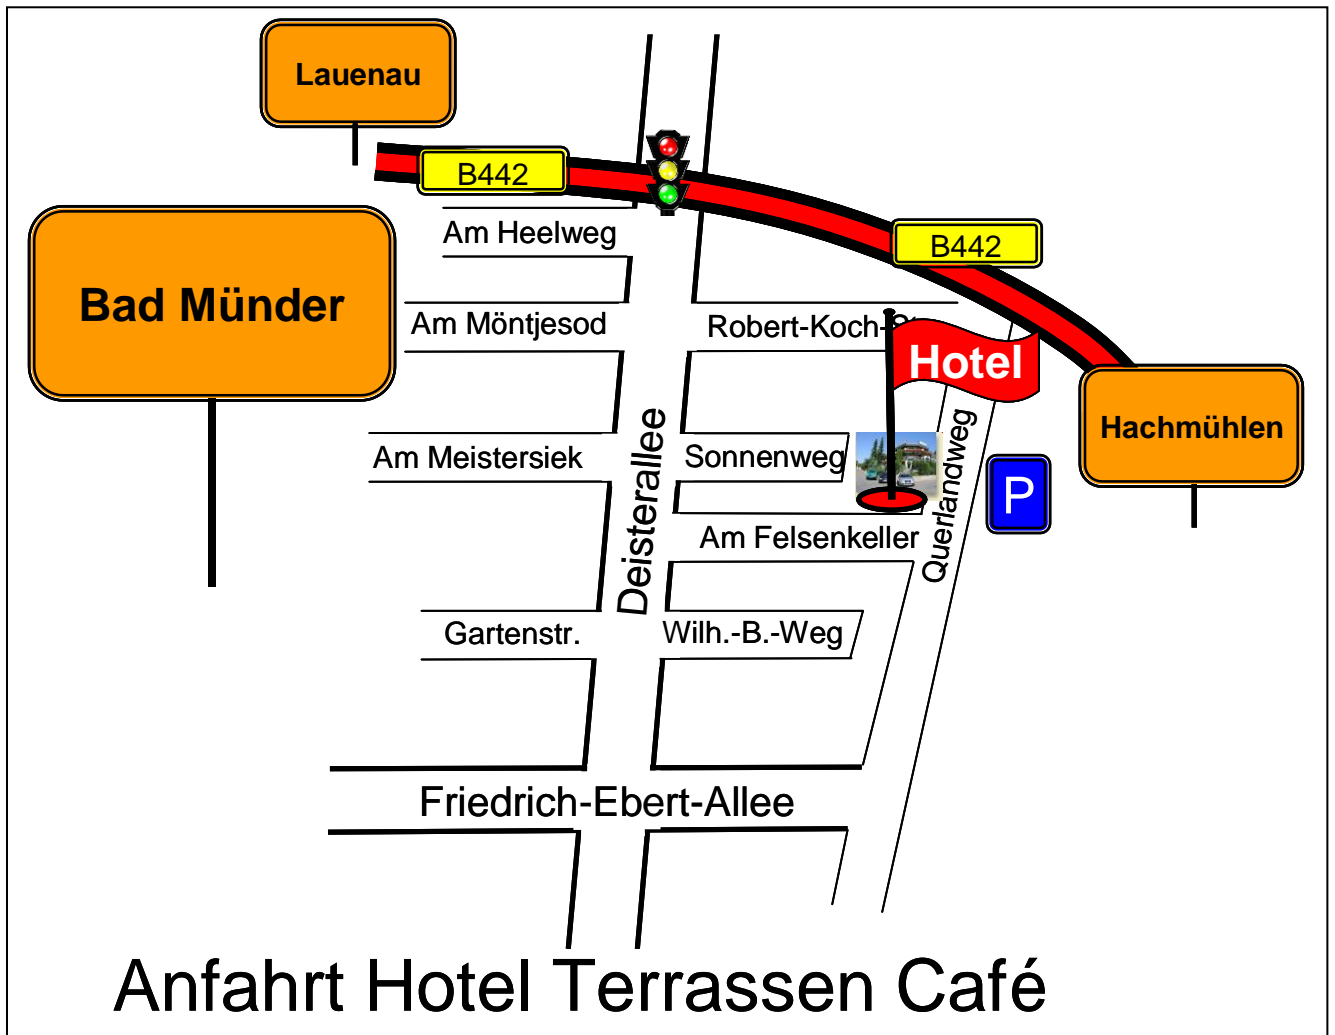 Lauenau
B442
Am Heelweg
B442
Bad Münder
Am Möntjesod
Robert-Koch-
Hotel
Am Meistersiek
Deisterallee
Sonnenweg
Querlandweg
Hachmühlen
P
Am Felsenkeller
Gartenstr.
Wilh.-B.-Weg
Friedrich-Ebert-Allee
Anfahrt Hotel Terrassen Café